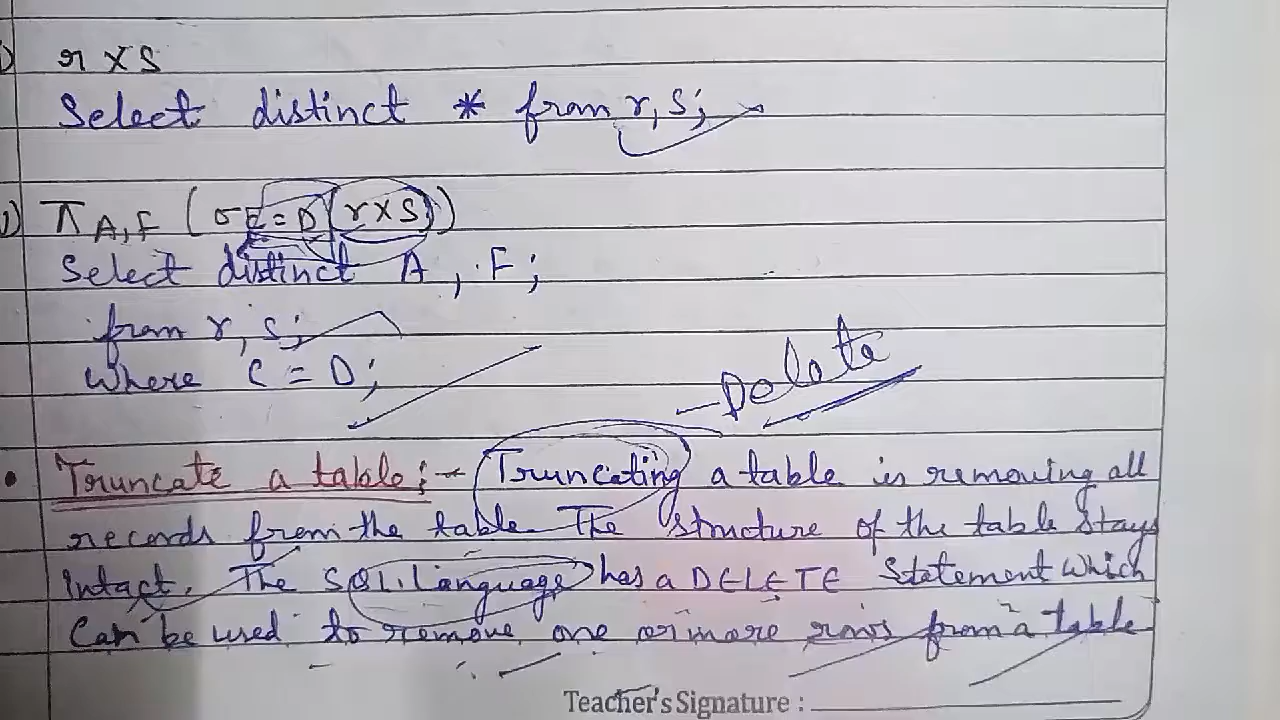 r X S
Select distinct * from r, s;
π A,F (σ C = D (r X S))
Select distinct A, F;
from r, s;
Where C = D;
– Delete
• Truncate a table :- Truncating a table is removing all
records from the table. The structure of the table stays
Intact. The SQL language has a DELETE Statement which
Can be used to remove one or more rows from a table
Teacher's Signature :